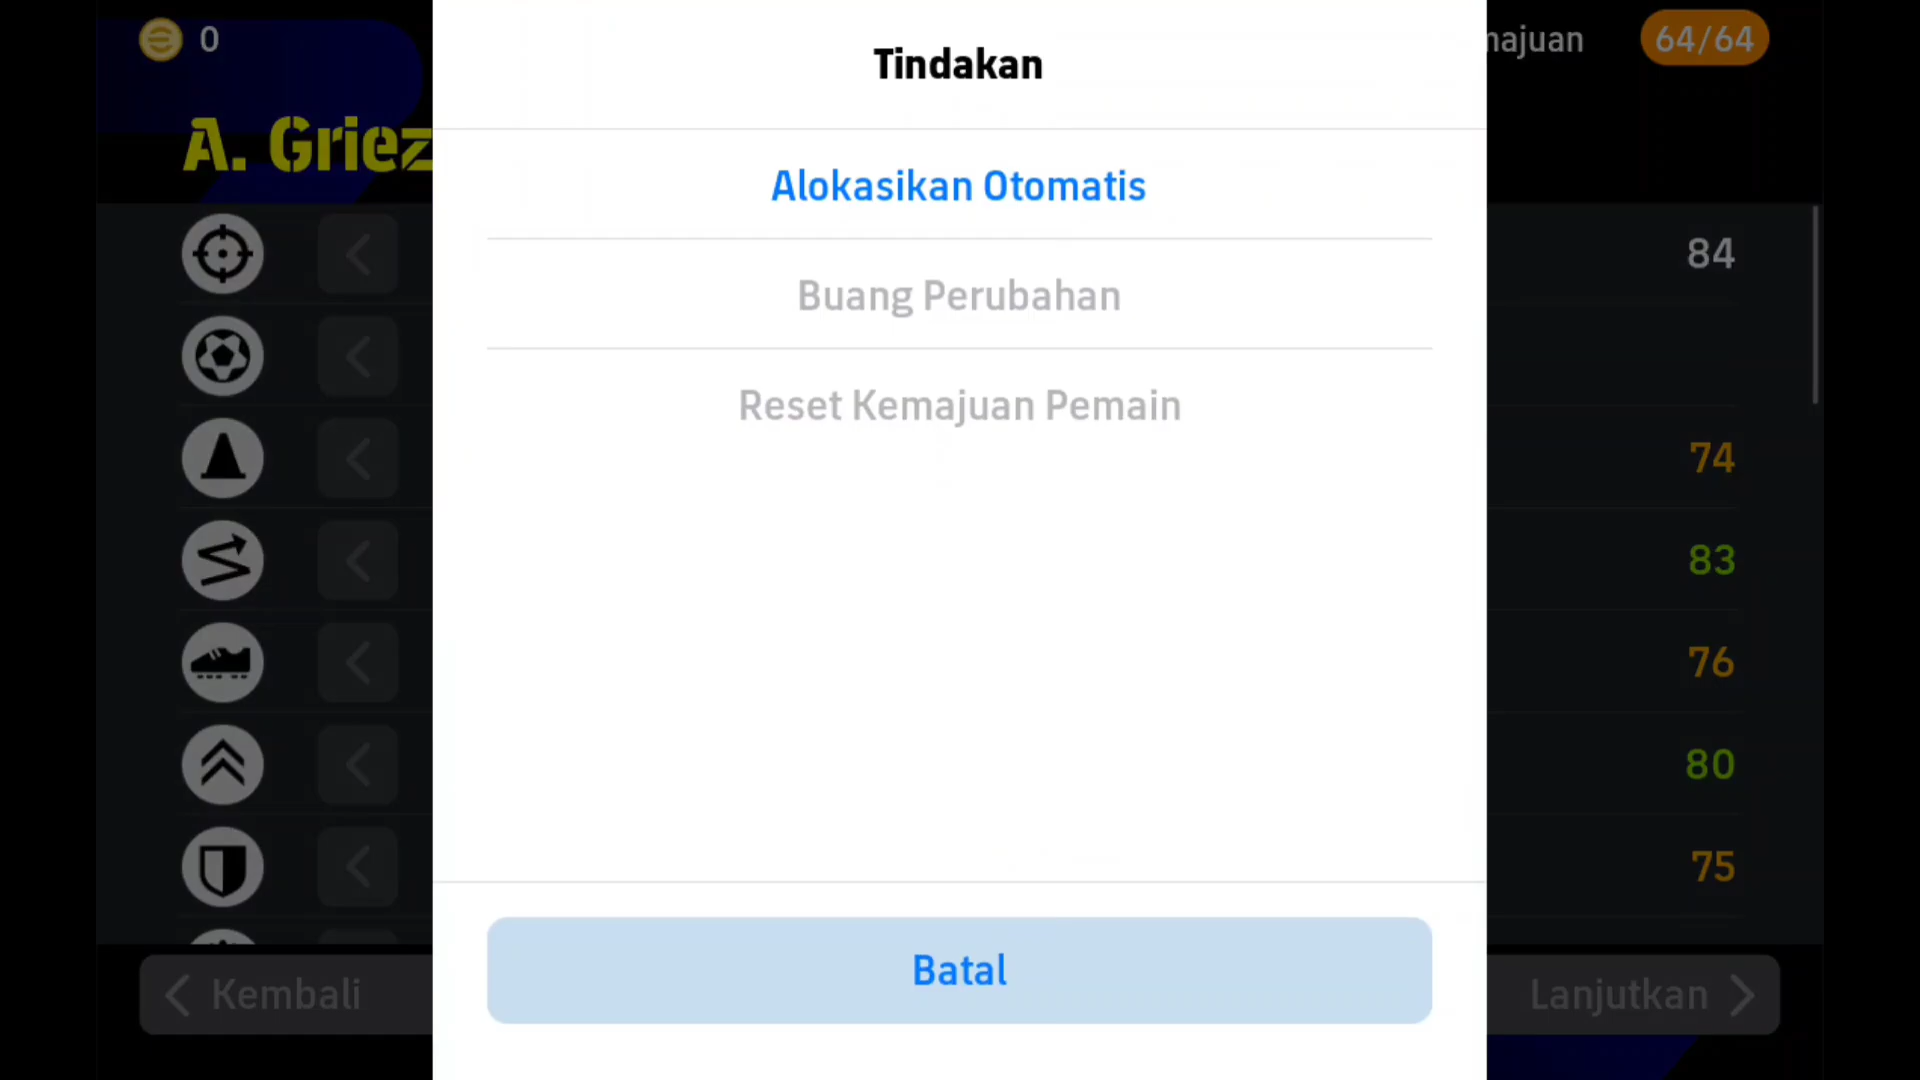 0
Tindakan
majuan
64/64
A. Griez
Alokasikan Otomatis
84
Buang Perubahan
Reset Kemajuan Pemain
74
83
76
80
75
Batal
Kembali
Lanjutkan